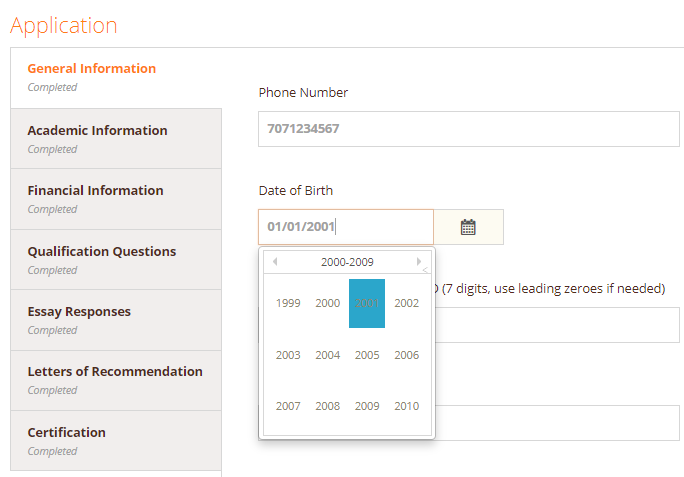 Application
General Information
Completed
Academic Information
Completed
Financial Information
Completed
Qualification Questions
Completed
Essay Responses
Completed
Letters of Recommendation
Completed
Certification
Completed
Phone Number
7071234567
Date of Birth
01/01/2001
2000-2009
1999 2000 2001 2002
2003 2004 2005 2006
2007 2008 2009 2010
(7 digits, use leading zeroes if needed)